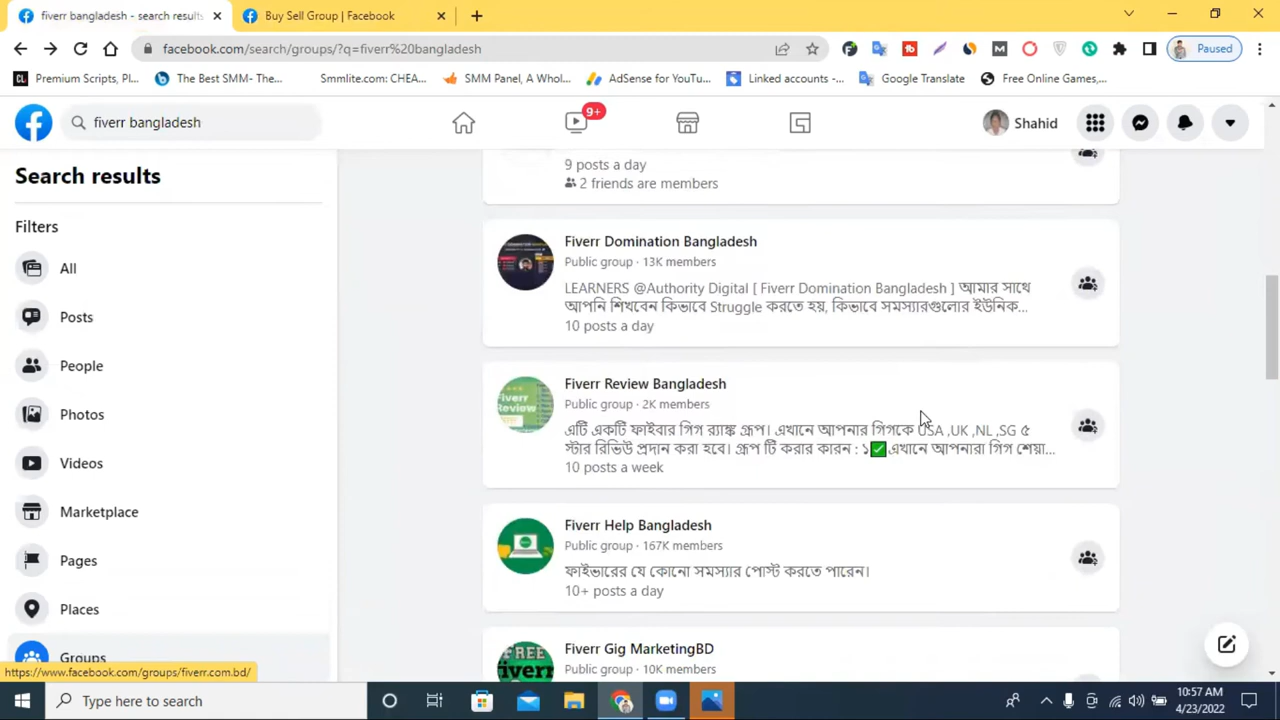 fiverr bangladesh - search results
Buy Sell Group | Facebook
facebook.com/search/groups/?q=fiverr%20bangladesh
Paused
Premium Scripts, Pl...
The Best SMM- The...
Smmlite.com: CHEA...
SMM Panel, A Whol...
AdSense for YouTu...
Linked accounts -...
Google Translate
Free Online Games,...
fiverr bangladesh
9+
Shahid
Search results
Filters
All
Posts
People
Photos
Videos
Marketplace
Pages
Places
Groups
9 posts a day
2 friends are members
Fiverr Domination Bangladesh
Public group · 13K members
LEARNERS @Authority Digital [ Fiverr Domination Bangladesh ] আমার সাথে
আপনি শিখবেন কিভাবে Struggle করতে হয়, কিভাবে সমস্যারগুলোর ইউনিক...
10 posts a day
Fiverr Review Bangladesh
Public group · 2K members
এটি একটি ফাইবার গিগ র‍্যাঙ্ক গ্রূপ। এখানে আপনার গিগকে USA ,UK ,NL ,SG ৫
স্টার রিভিউ প্রদান করা হবে। গ্রূপ টি করার কারন : ১✅ এখানে আপনারা গিগ শেয়া...
10 posts a week
Fiverr Help Bangladesh
Public group · 167K members
ফাইভারের যে কোনো সমস্যার পোস্ট করতে পারেন।
10+ posts a day
Fiverr Gig MarketingBD
Public group · 10K members
https://www.facebook.com/groups/fiverr.com.bd/
Type here to search
10:57 AM
4/23/2022